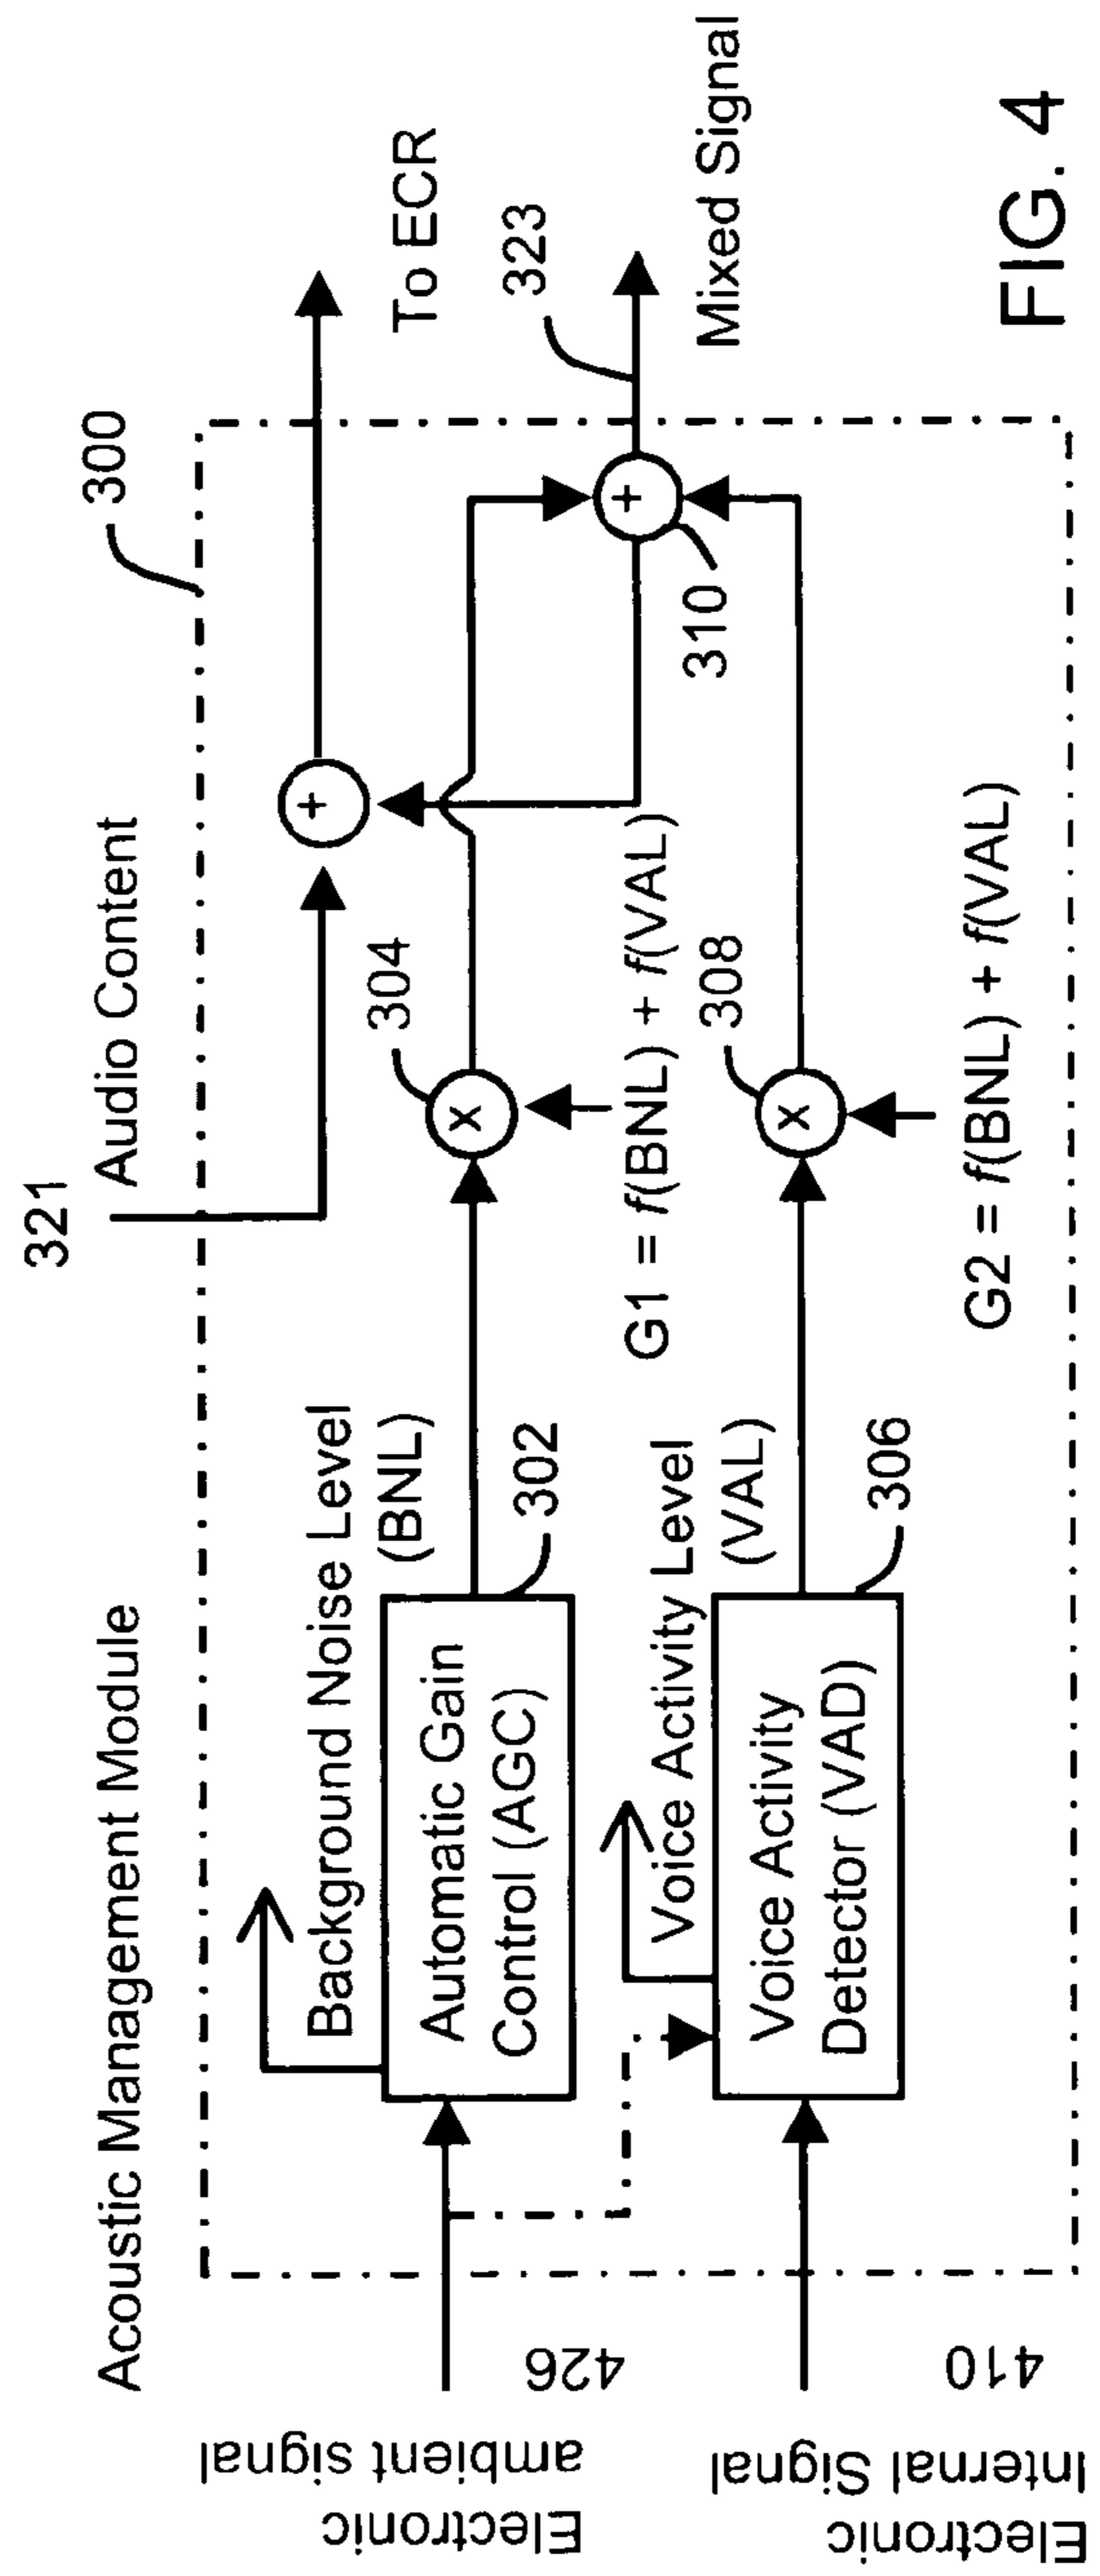 Acoustic Management Module
321
Audio Content
300
To ECR
Background Noise Level
(BNL)
304
323
Mixed Signal
Electronic
ambient signal
426
Automatic Gain
Control (AGC)
302
x
+
+
G1 = f(BNL) + f(VAL)
310
Voice Activity Level
(VAL)
308
Electronic
Internal Signal
410
Voice Activity
Detector (VAD)
306
x
G2 = f(BNL) + f(VAL)
FIG. 4